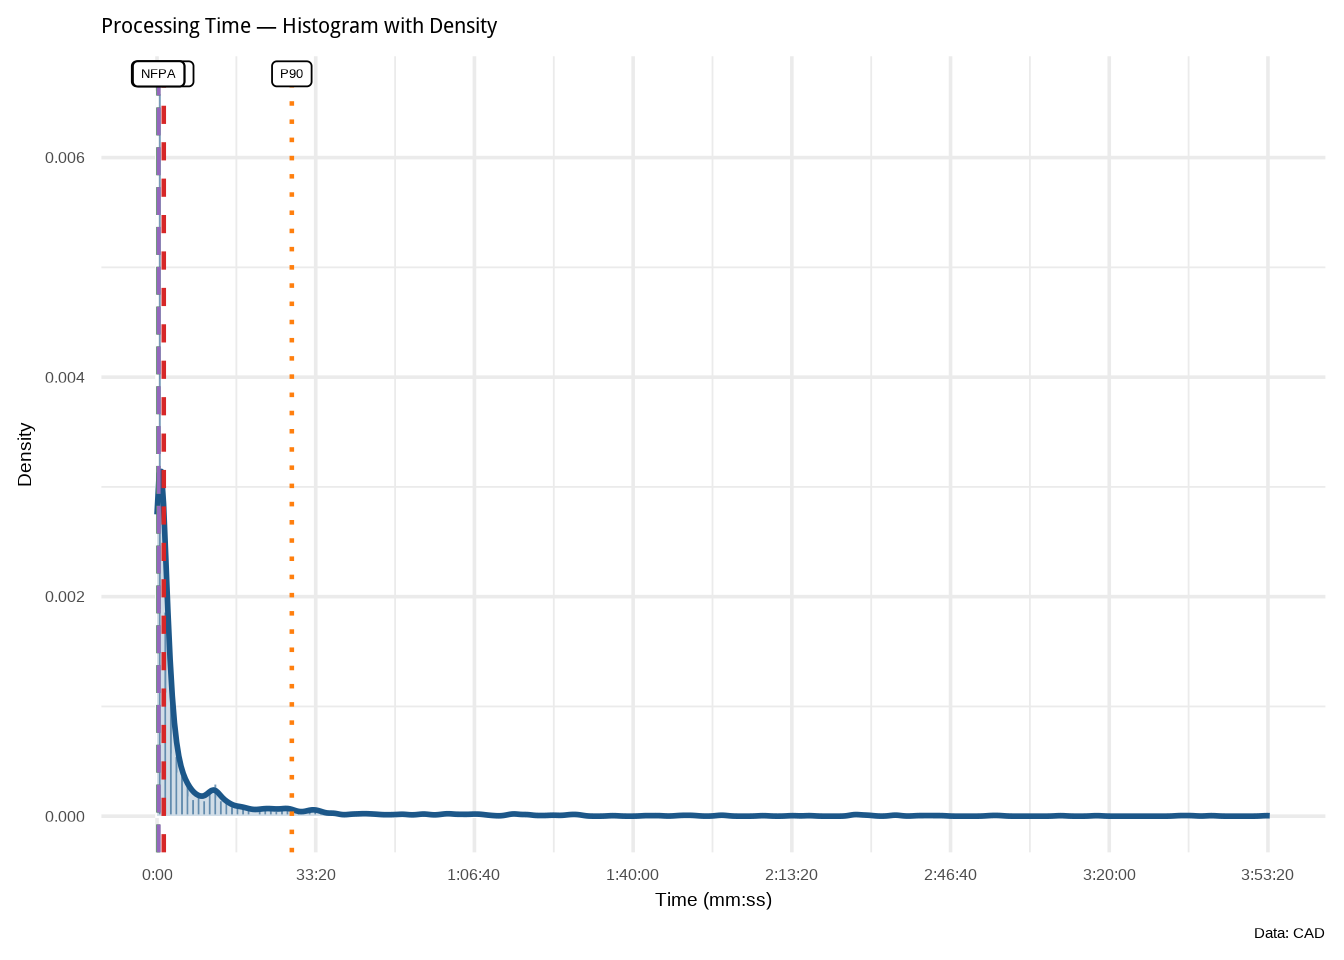 Processing Time — Histogram with Density
NFPA
P90
0.006
0.004
0.002
0.000
Density
0:00
33:20
1:06:40
1:40:00
2:13:20
2:46:40
3:20:00
3:53:20
Time (mm:ss)
Data: CAD